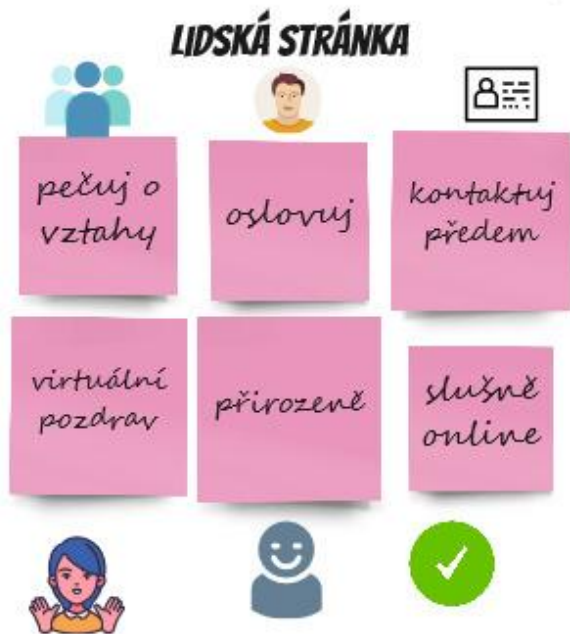 LIDSKÁ STRÁNKA
pečuj o
vztahy
oslovuj
kontaktuj
předem
virtuální
pozdrav
přirozeně
slušně
online